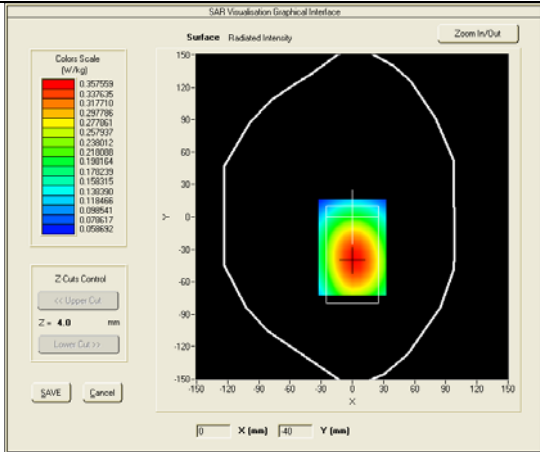 SAR Visualisation Graphical Interface
Surface Radiated Intensity
Zoom In/Out
Colors Scale
(W/kg)
0.357559
0.337635
0.317710
0.297786
0.277861
0.257937
0.238012
0.218088
0.198164
0.178239
0.158315
0.138390
0.118466
0.098541
0.078617
0.058692
Z Cuts Control
<< Upper Cut
Z = 4.0 mm
Lower Cut >>
SAVE Cancel
150
120
90
60
30
0
-30
-60
-90
-120
-150
Y
-150 -120 -90 -60 -30 0 30 60 90 120 150
X
0 X (mm) -40 Y (mm)